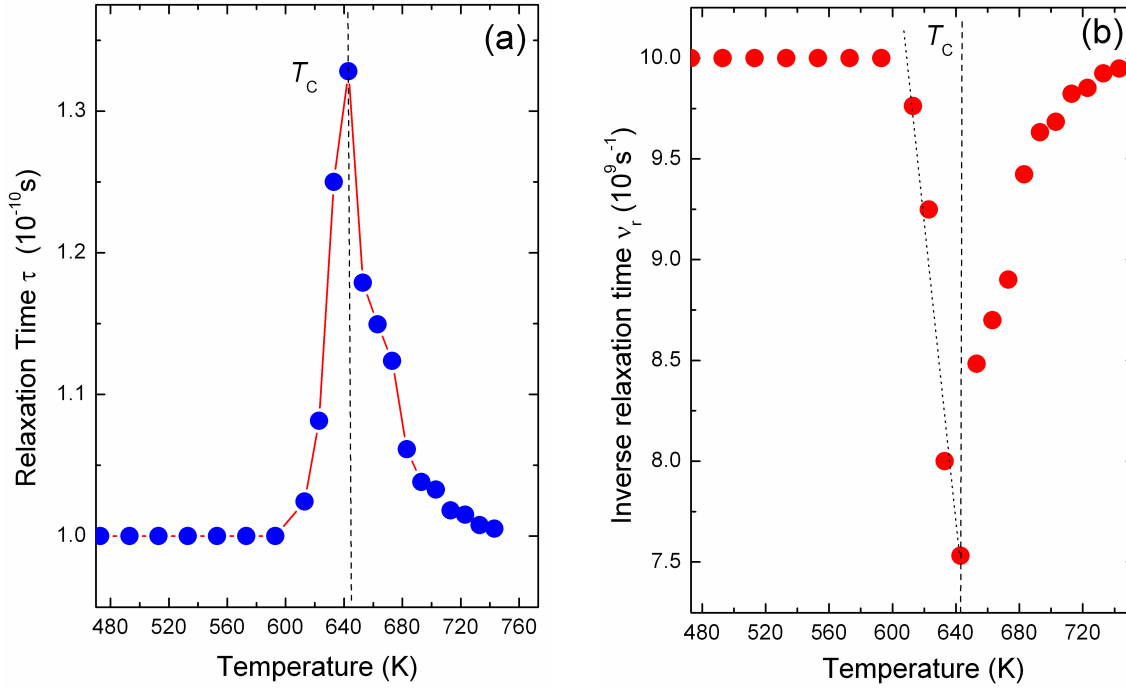 (a)
T_C
1.3
1.2
1.1
1.0
Relaxation Time τ (10^-10 s)
480 520 560 600 640 680 720 760
Temperature (K)
(b)
T_C
10.0
9.5
9.0
8.5
8.0
7.5
Inverse relaxation time ν_r (10^9 s^-1)
480 520 560 600 640 680 720
Temperature (K)